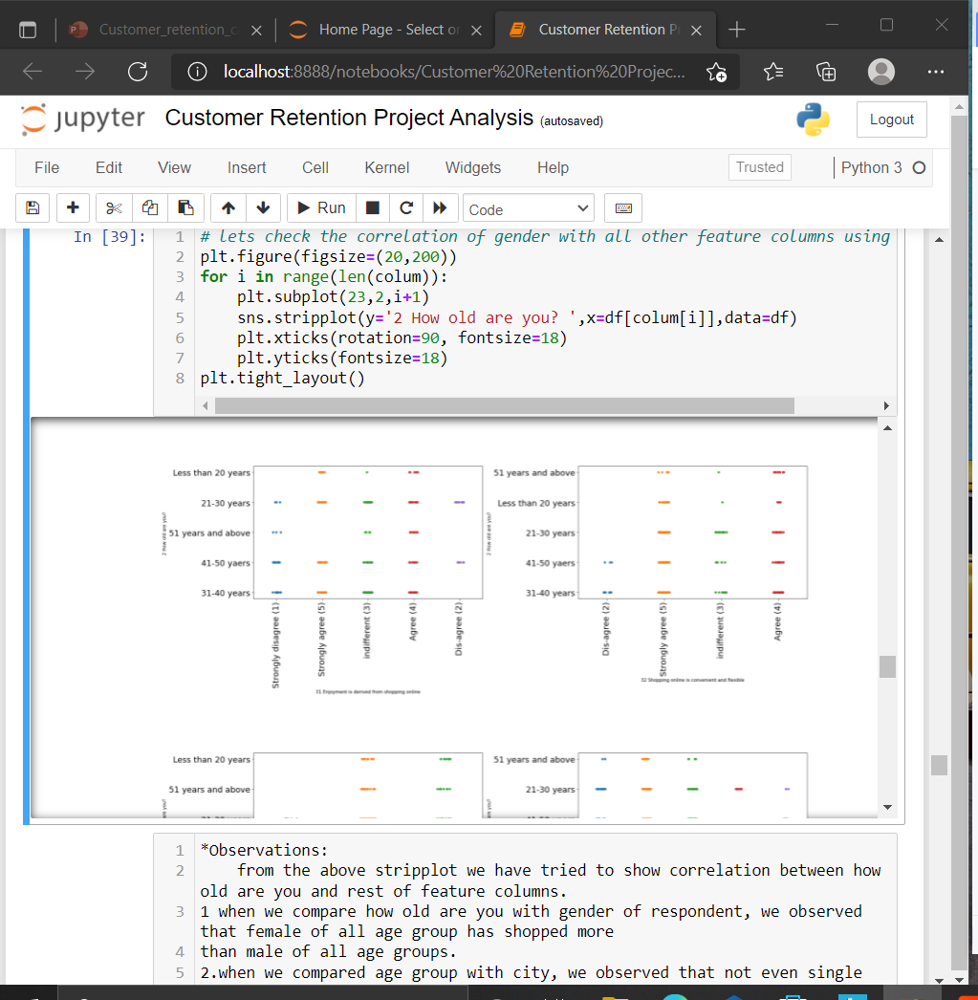 Customer_retention_c
Home Page - Select or
Customer Retention P
localhost:8888/notebooks/Customer%20Retention%20Projec...
jupyter
Customer Retention Project Analysis (autosaved)
Logout
File Edit View Insert Cell Kernel Widgets Help
Trusted
Python 3
Run
Code
In [39]:
1 # lets check the correlation of gender with all other feature columns using
2 plt.figure(figsize=(20,200))
3 for i in range(len(colum)):
4 plt.subplot(23,2,i+1)
5 sns.stripplot(y='2 How old are you? ',x=df[colum[i]],data=df)
6 plt.xticks(rotation=90, fontsize=18)
7 plt.yticks(fontsize=18)
8 plt.tight_layout()
2 How old are you?
Less than 20 years
21-30 years
51 years and above
41-50 yaers
31-40 years
Strongly disagree (1)
Strongly agree (5)
indifferent (3)
Agree (4)
Dis-agree (2)
31 Enjoyment is derived from shopping online
2 How old are you?
51 years and above
Less than 20 years
21-30 years
41-50 yaers
31-40 years
Dis-agree (2)
Strongly agree (5)
indifferent (3)
Agree (4)
32 Shopping online is convenient and flexible
Less than 20 years
51 years and above
51 years and above
21-30 years
1 *Observations:
2 from the above stripplot we have tried to show correlation between how
old are you and rest of feature columns.
3 1 when we compare how old are you with gender of respondent, we observed
that female of all age group has shopped more
4 than male of all age groups.
5 2.when we compared age group with city, we observed that not even single